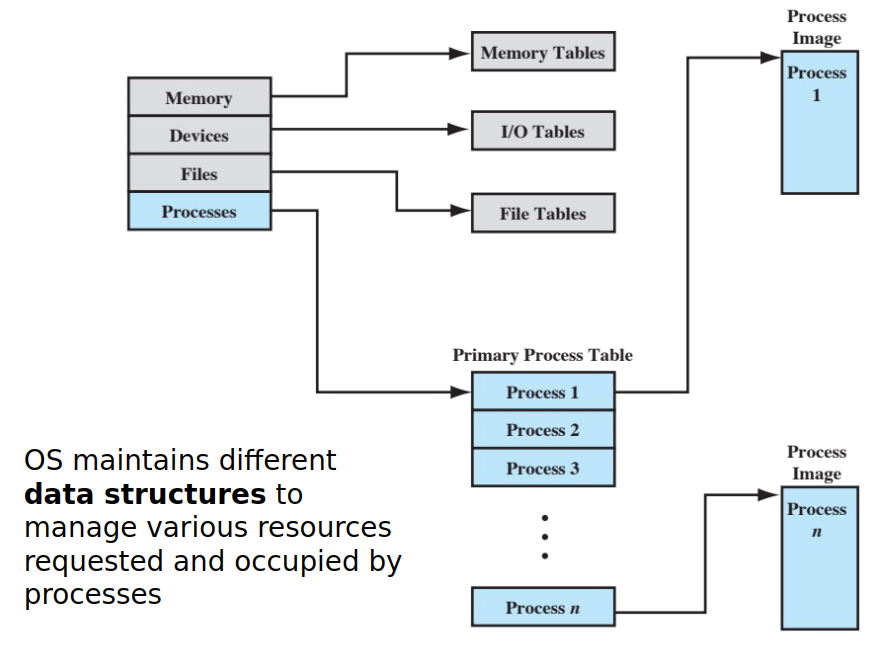 Memory
Devices
Files
Processes
Memory Tables
I/O Tables
File Tables
Process
Image
Process
1
Primary Process Table
Process 1
Process 2
Process 3
Process n
Process
Image
Process
n
OS maintains different
data structures to
manage various resources
requested and occupied by
processes